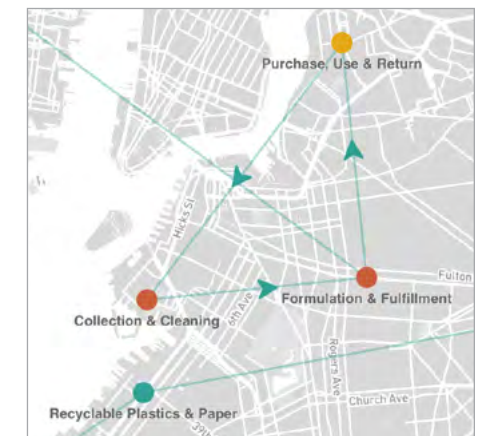 Purchase, Use & Return
Hicks St
Fulton
Formulation & Fulfillment
6th Ave
Collection & Cleaning
Rogers Ave
Church Ave
Recyclable Plastics & Paper
39th